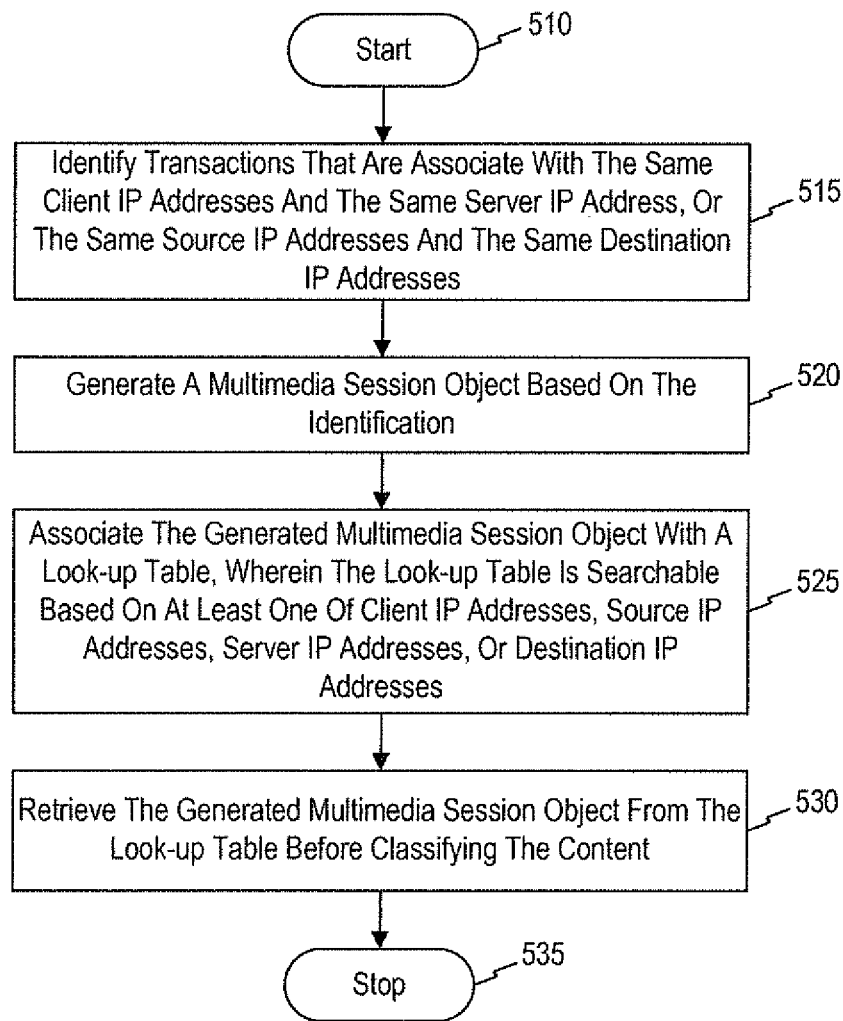 Start
510
Identify Transactions That Are Associate With The Same
Client IP Addresses And The Same Server IP Address, Or
The Same Source IP Addresses And The Same Destination
IP Addresses
515
Generate A Multimedia Session Object Based On The
Identification
520
Associate The Generated Multimedia Session Object With A
Look-up Table, Wherein The Look-up Table Is Searchable
Based On At Least One Of Client IP Addresses, Source IP
Addresses, Server IP Addresses, Or Destination IP
Addresses
525
Retrieve The Generated Multimedia Session Object From The
Look-up Table Before Classifying The Content
530
Stop
535